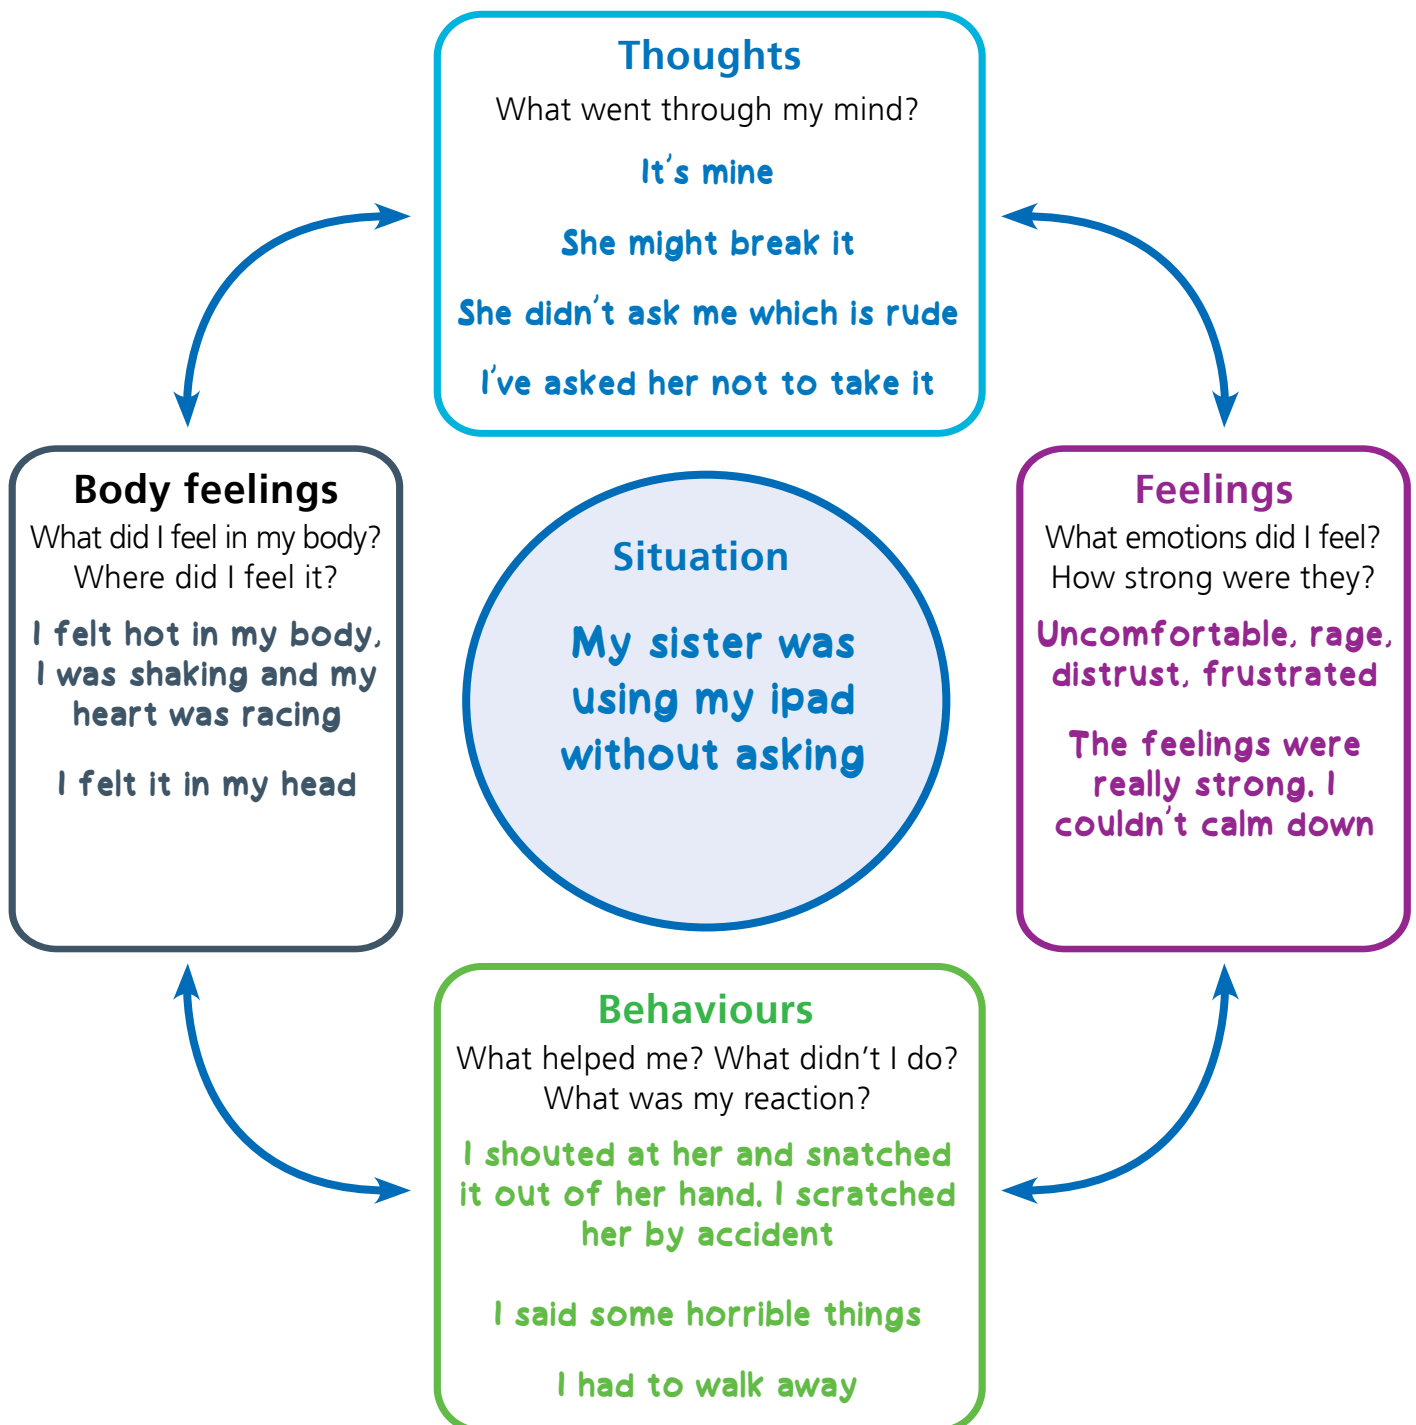 Thoughts
What went through my mind?
It's mine
She might break it
She didn't ask me which is rude
I've asked her not to take it
Body feelings
What did I feel in my body?
Where did I feel it?
I felt hot in my body,
I was shaking and my
heart was racing
I felt it in my head
Situation
My sister was
using my ipad
without asking
Feelings
What emotions did I feel?
How strong were they?
Uncomfortable, rage,
distrust, frustrated
The feelings were
really strong. I
couldn't calm down
Behaviours
What helped me? What didn't I do?
What was my reaction?
I shouted at her and snatched
it out of her hand. I scratched
her by accident
I said some horrible things
I had to walk away